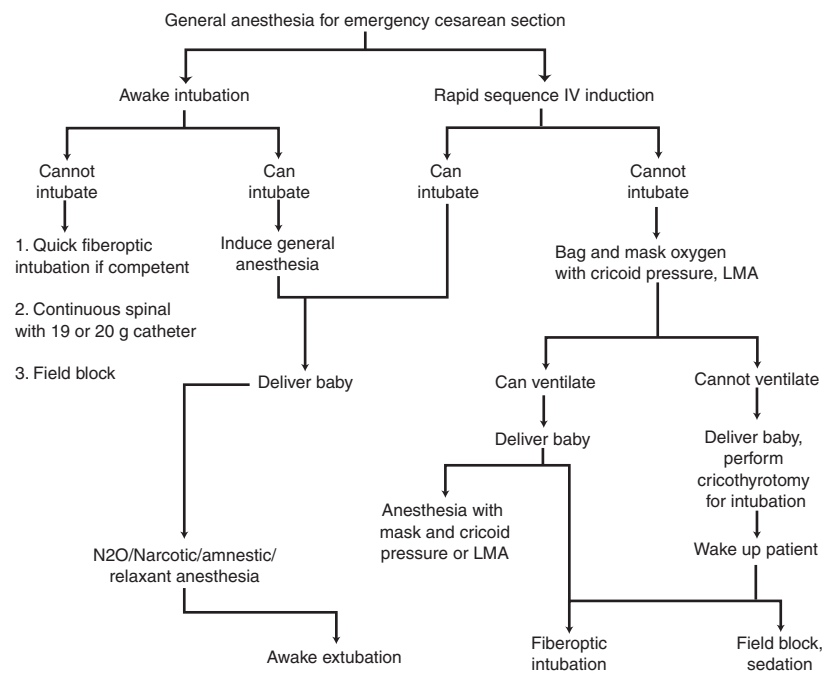 General anesthesia for emergency cesarean section
Awake intubation
Rapid sequence IV induction
Cannot
intubate
Can
intubate
Can
intubate
Cannot
intubate
1. Quick fiberoptic
intubation if competent
2. Continuous spinal
with 19 or 20 g catheter
3. Field block
Induce general
anesthesia
Bag and mask oxygen
with cricoid pressure, LMA
Deliver baby
Can ventilate
Cannot ventilate
Deliver baby
Deliver baby,
perform
cricothyrotomy
for intubation
Anesthesia with
mask and cricoid
pressure or LMA
Wake up patient
N2O/Narcotic/amnestic/
relaxant anesthesia
Awake extubation
Fiberoptic
intubation
Field block,
sedation